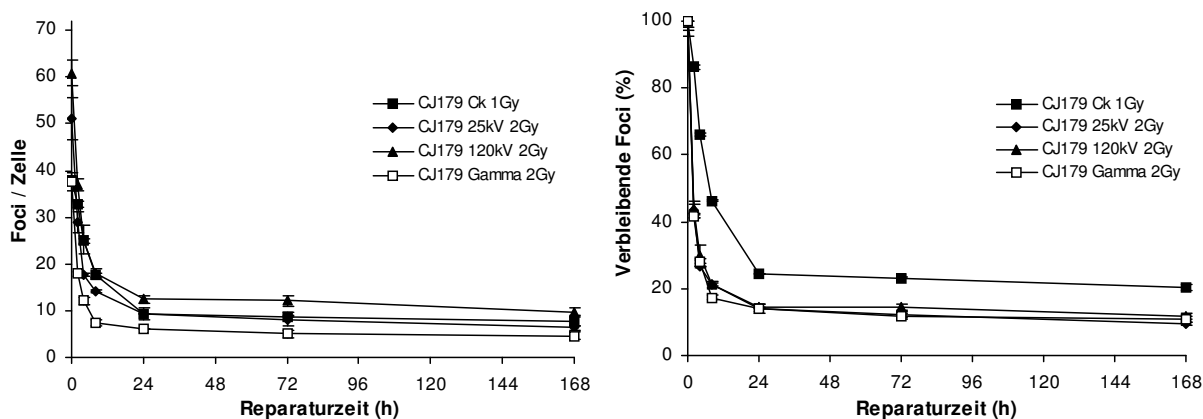 Foci / Zelle
70
60
50
40
30
20
10
0
CJ179 Ck 1Gy
CJ179 25kV 2Gy
CJ179 120kV 2Gy
CJ179 Gamma 2Gy
0 24 48 72 96 120 144 168
Reparaturzeit (h)
Verbleibende Foci (%)
100
80
60
40
20
0
CJ179 Ck 1Gy
CJ179 25kV 2Gy
CJ179 120kV 2Gy
CJ179 Gamma 2Gy
0 24 48 72 96 120 144 168
Reparaturzeit (h)